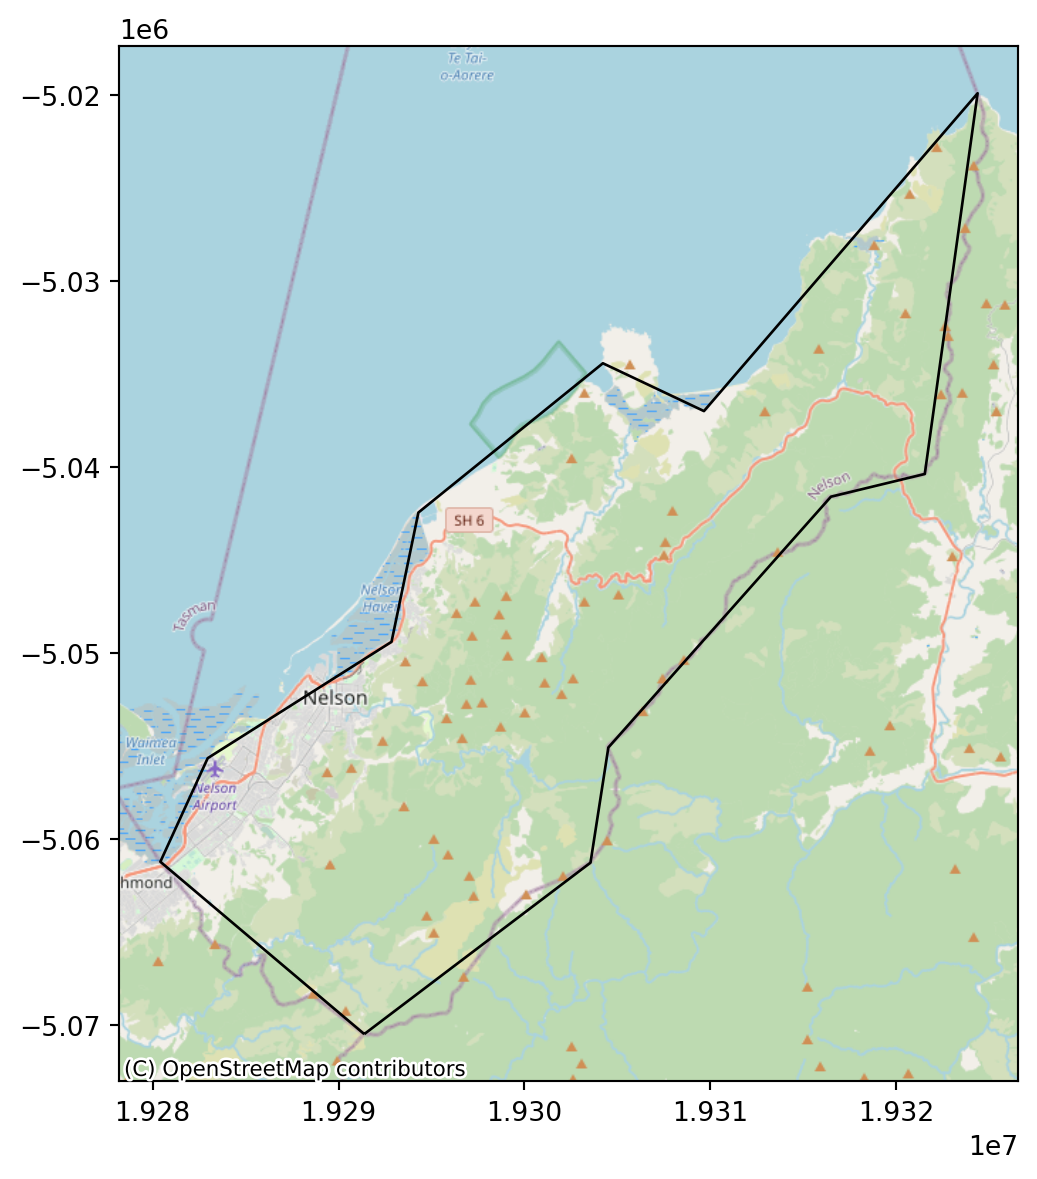 1e6
Te Tai-
o-Aorere
−5.02
−5.03
−5.04
−5.05
−5.06
−5.07
Nelson
SH 6
Nelson
Haven
Tasman
Nelson
Waimea
Inlet
Nelson
Airport
hmond
(C) OpenStreetMap contributors
1.928
1.929
1.930
1.931
1.932
1e7